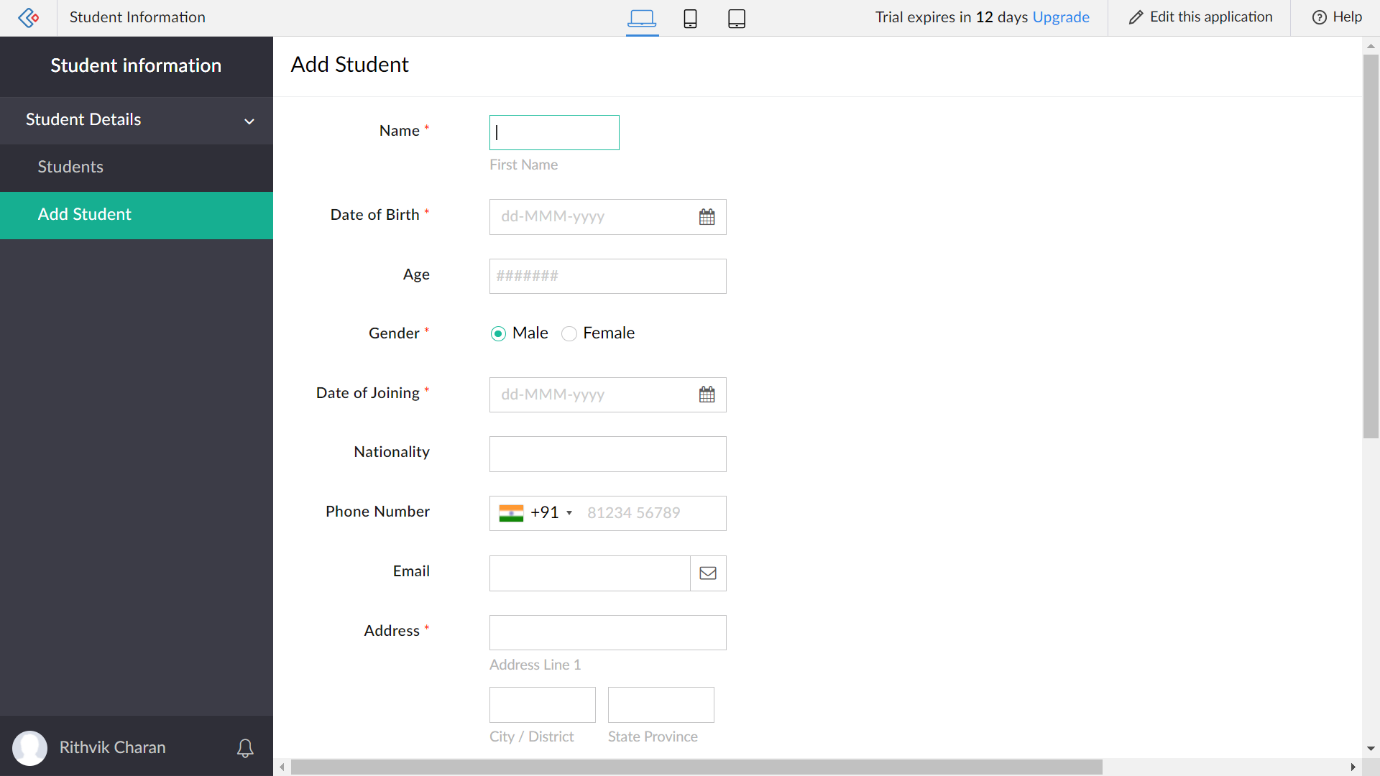 Student Information
Trial expires in 12 days Upgrade
Edit this application
Help
Student information
Student Details
Students
Add Student
Rithvik Charan
Add Student
Name *
First Name
Date of Birth *
dd-MMM-yyyy
Age
#######
Gender *
Male Female
Date of Joining *
dd-MMM-yyyy
Nationality
Phone Number
+91 81234 56789
Email
Address *
Address Line 1
City / District State Province